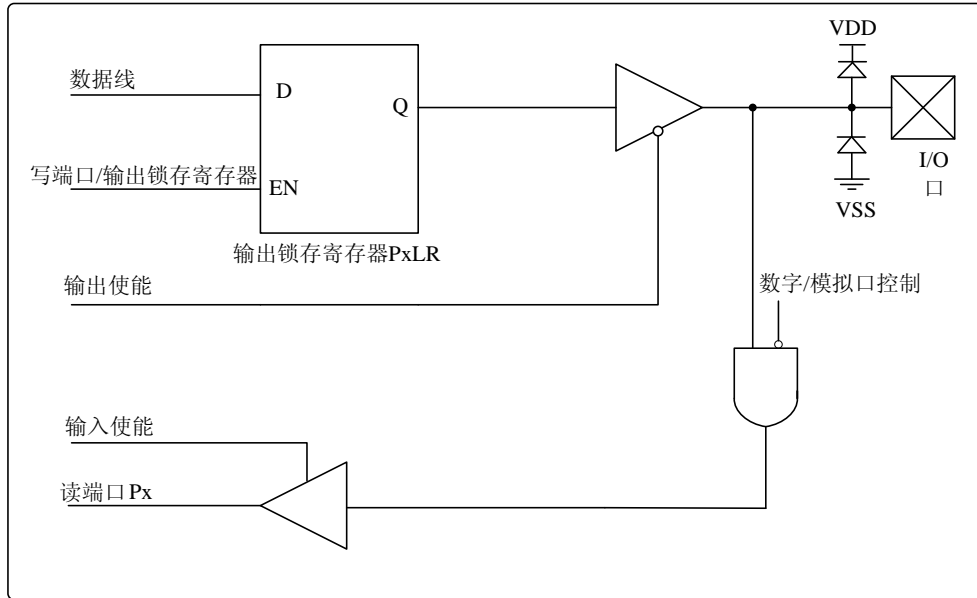 VDD
数据线
D
Q
I/O
口
写端口/输出锁存寄存器
EN
VSS
输出锁存寄存器PxLR
输出使能
数字/模拟口控制
输入使能
读端口Px